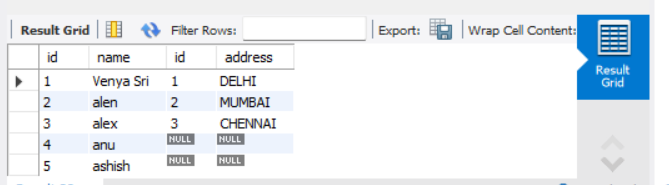 Result Grid Filter Rows: Export: Wrap Cell Content:
Result
Grid
id name id address
1 Venya Sri 1 DELHI
2 alen 2 MUMBAI
3 alex 3 CHENNAI
4 anu NULL NULL
5 ashish NULL NULL